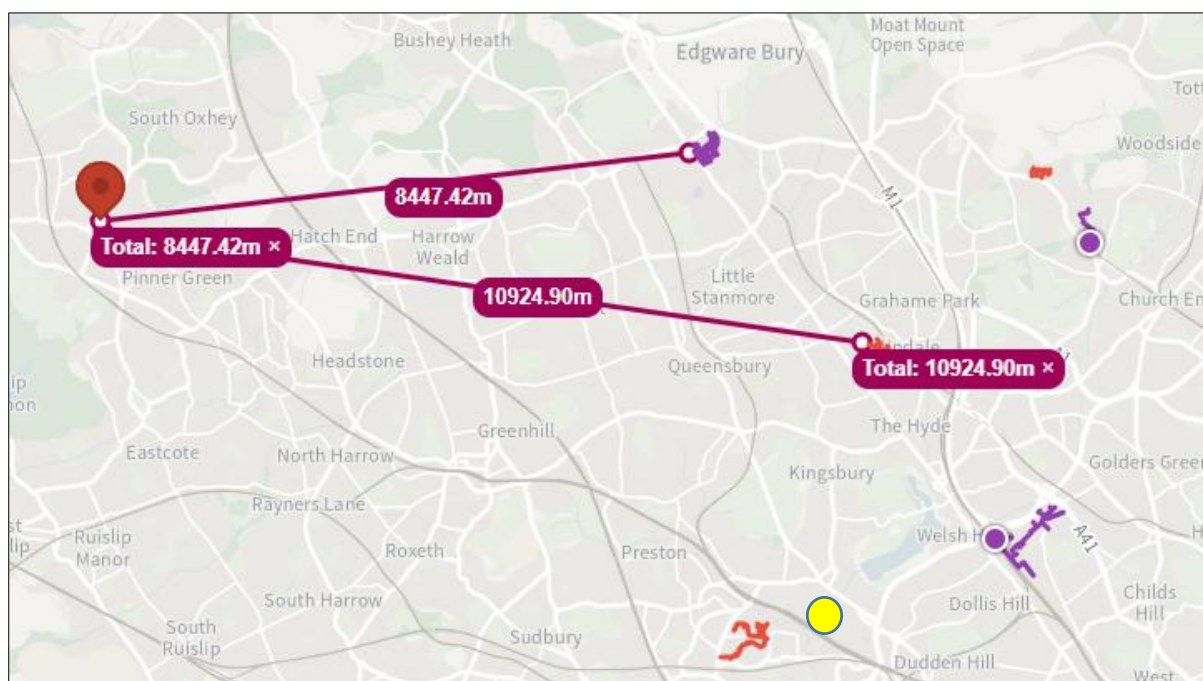 Moat Mount
Open Space
Bushey Heath
Edgware Bury
South Oxhey
Woodside
M1
8447.42m
Total: 8447.42m ×
Hatch End
Harrow
Weald
Pinner Green
Little
Stanmore
10924.90m
Grahame Park
Church En
Headstone
Queensbury
Total: 10924.90m ×
The Hyde
Greenhill
Eastcote
North Harrow
Kingsbury
Golders Gree
Rayners Lane
Ruislip
Manor
Roxeth
Preston
Welsh H
A41
South Harrow
Dollis Hill
Childs
Hill
South
Ruislip
Sudbury
Dudden Hill
West